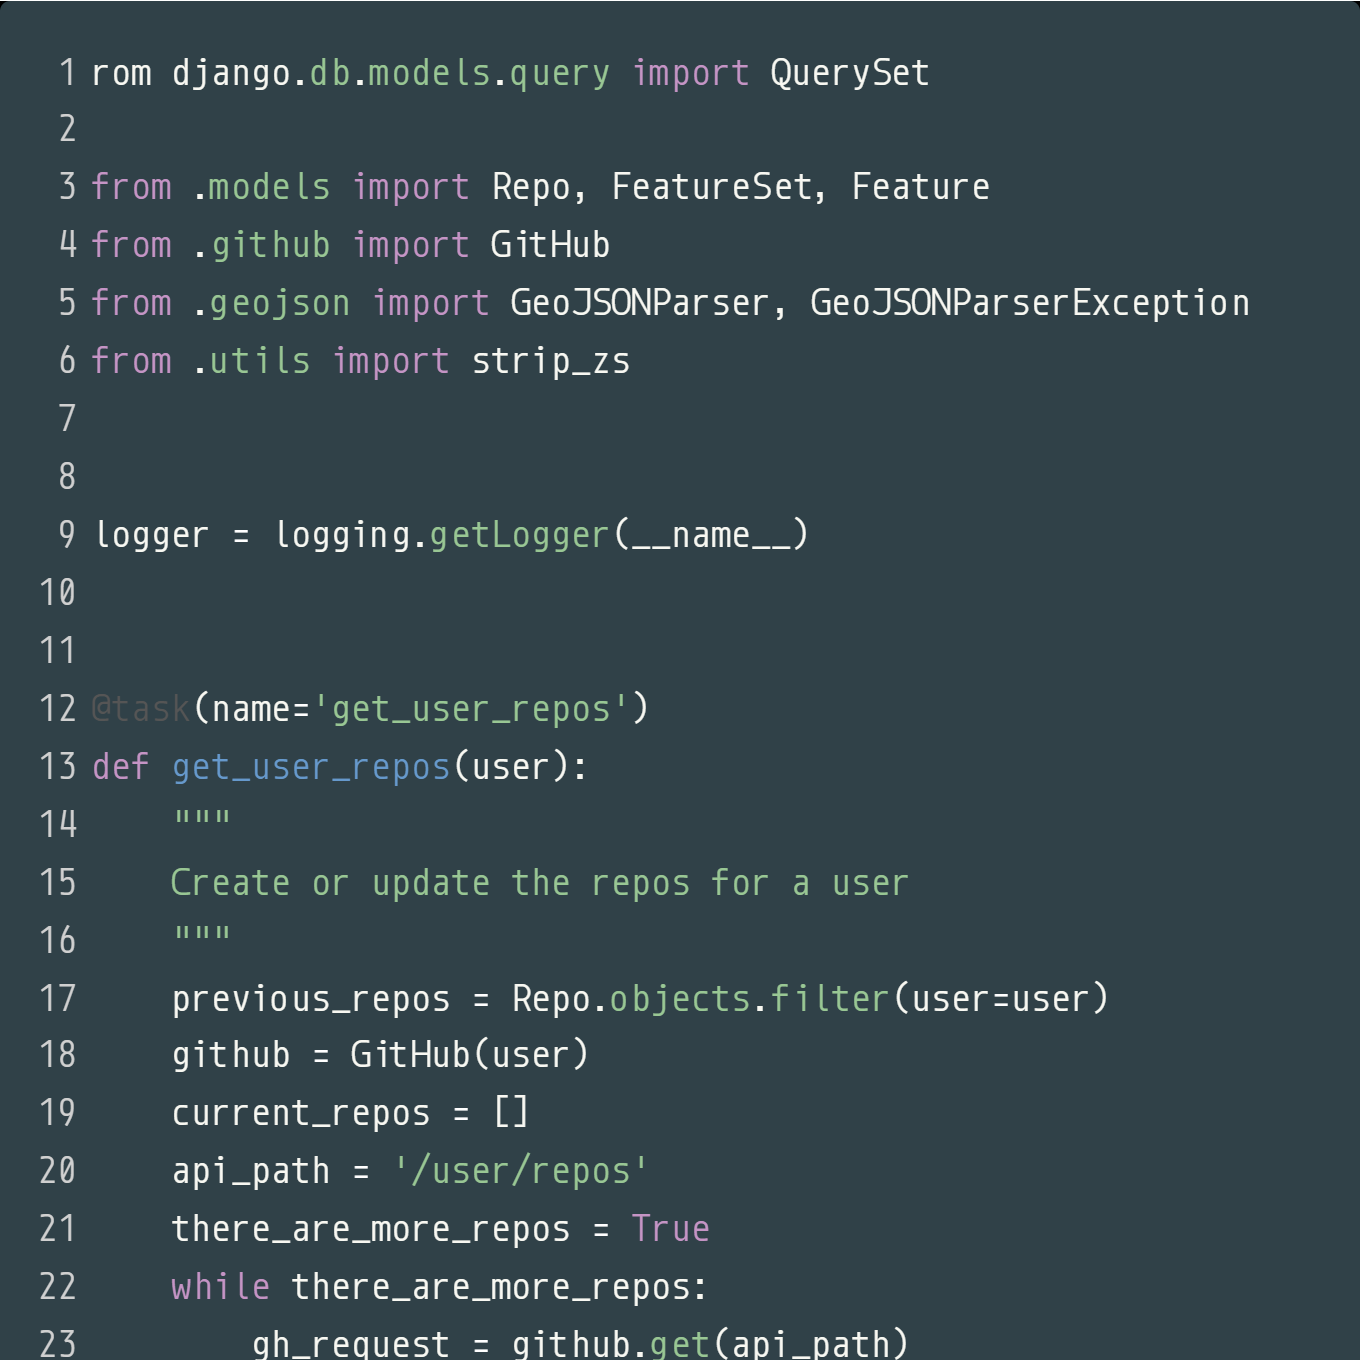 1 rom django.db.models.query import QuerySet
2
3 from .models import Repo, FeatureSet, Feature
4 from .github import GitHub
5 from .geojson import GeoJSONParser, GeoJSONParserException
6 from .utils import strip_zs
7
8
9 logger = logging.getLogger(__name__)
10
11
12 @task(name='get_user_repos')
13 def get_user_repos(user):
14     """
15     Create or update the repos for a user
16     """
17     previous_repos = Repo.objects.filter(user=user)
18     github = GitHub(user)
19     current_repos = []
20     api_path = '/user/repos'
21     there_are_more_repos = True
22     while there_are_more_repos:
23         gh_request = github.get(api_path)